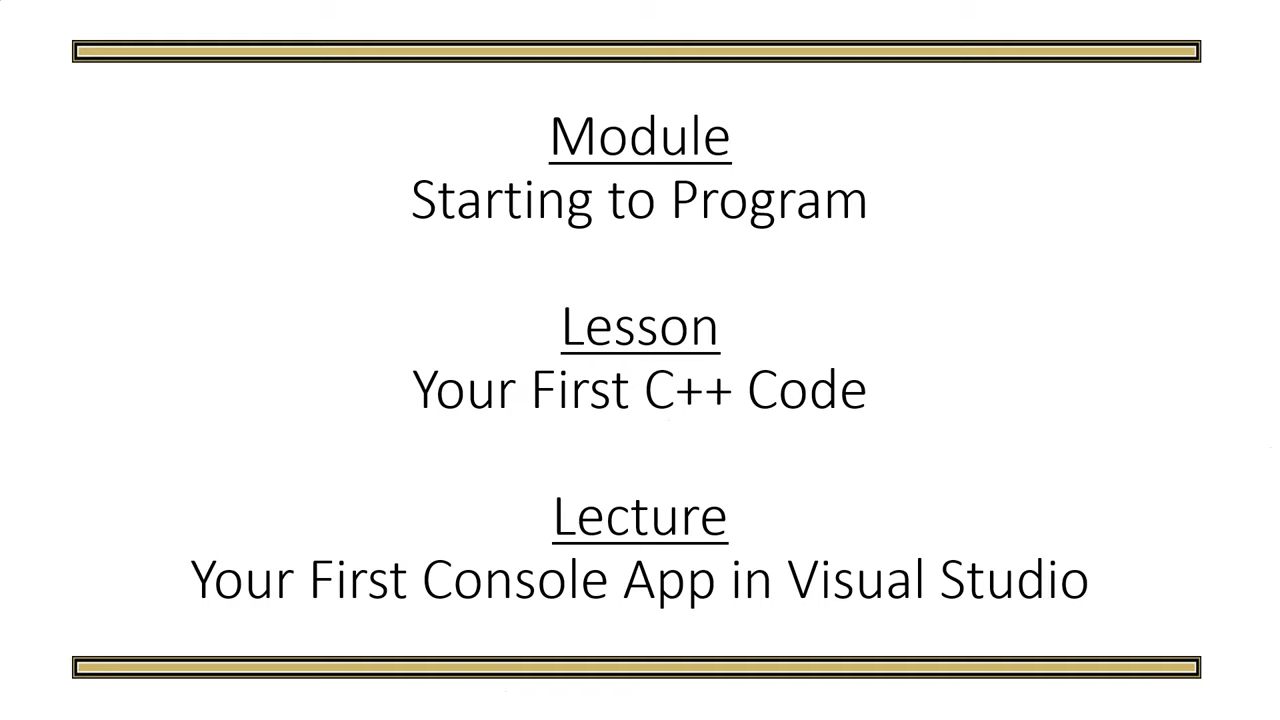 Module
Starting to Program
Lesson
Your First C++ Code
Lecture
Your First Console App in Visual Studio